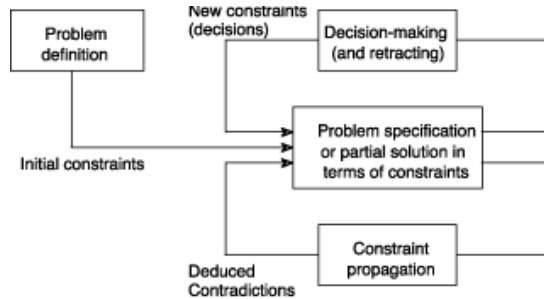 New constraints
(decisions)
Problem
definition
Decision-making
(and retracting)
Problem specification
or partial solution in
terms of constraints
Initial constraints
Constraint
propagation
Deduced
Contradictions